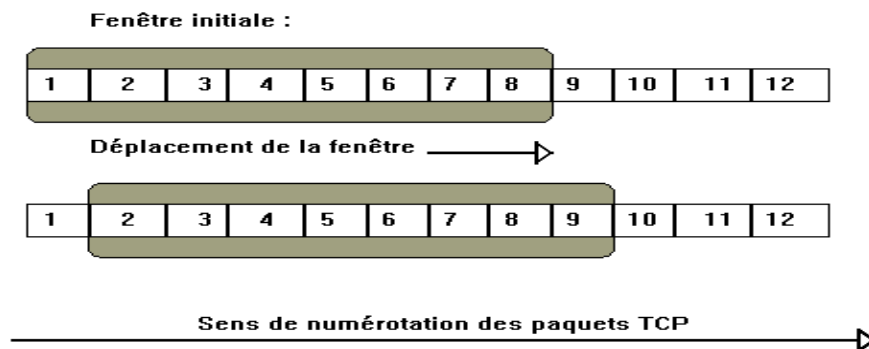 Fenêtre initiale :
1 2 3 4 5 6 7 8 9 10 11 12
Déplacement de la fenêtre
1 2 3 4 5 6 7 8 9 10 11 12
Sens de numérotation des paquets TCP